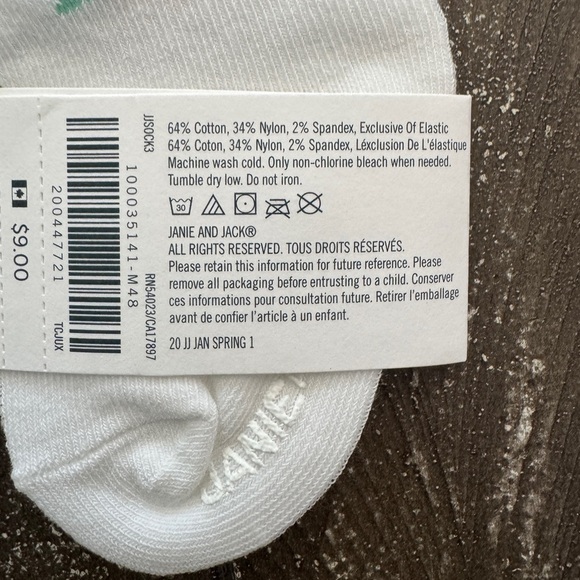 64% Cotton, 34% Nylon, 2% Spandex, Exclusive Of Elastic
64% Coton, 34% Nylon, 2% Spandex, Léxclusion De L'élastique
Machine wash cold. Only non-chlorine bleach when needed.
Tumble dry low. Do not iron.
30
JANIE AND JACK®
ALL RIGHTS RESERVED. TOUS DROITS RÉSERVÉS.
Please retain this information for future reference. Please
remove all packaging before entrusting to a child. Conserver
ces informations pour consultation future. Retirer l'emballage
avant de confier l'article à un enfant.
20 JJ JAN SPRING 1
JJSOCK3
RN54023/CA17897
100035141-M48
200447721
TCJUX
$9.00
JANIE